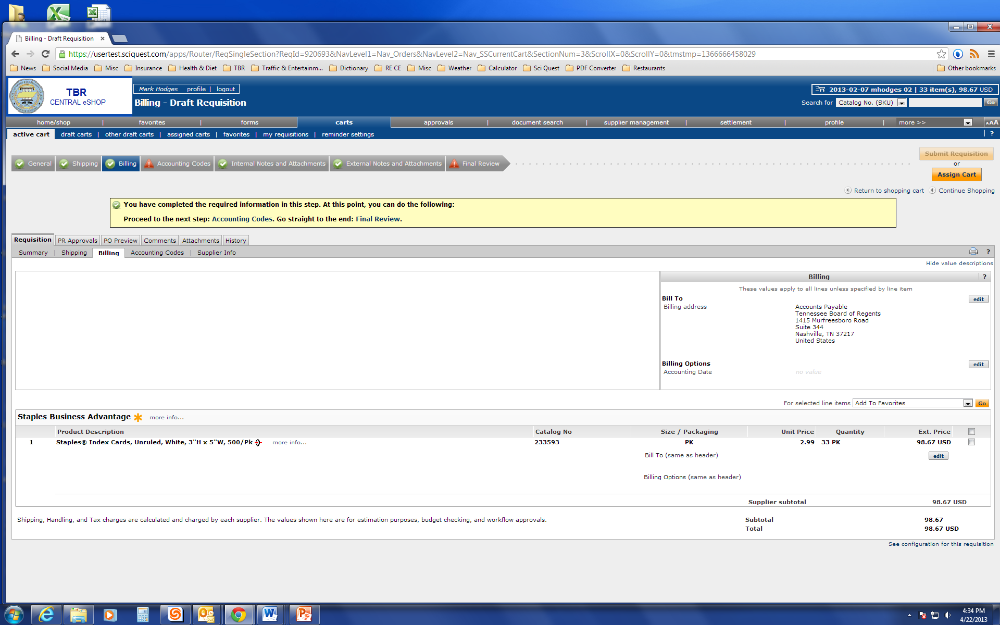 Billing - Draft Requisition
https://usertest.sciquest.com/apps/Router/ReqSingleSection?ReqId=920693&NavLevel1=Nav_Orders&NavLevel2=Nav_SSCurrentCart&SectionNum=3&ScrollX=0&ScrollY=0&tmstmp=1366666458029
News Social Media Misc Insurance Health & Diet TBR Traffic & Entertainm... Dictionary RE CE Misc Weather Calculator Sci Quest PDF Converter Restaurants Other bookmarks
TBR
CENTRAL eSHOP
Mark Hodges profile | logout
2013-02-07 mhodges 02 | 33 item(s), 98.67 USD
Billing - Draft Requisition
Search for Catalog No. (SKU) Go
home/shop | favorites | forms carts approvals | document search | supplier management | settlement | profile | more >> AAA
active cart draft carts | other draft carts | assigned carts | favorites | my requisitions | reminder settings | ?
General Shipping Billing Accounting Codes Internal Notes and Attachments External Notes and Attachments Final Review
Submit Requisition
or
Assign Cart
Return to shopping cart Continue Shopping
You have completed the required information in this step. At this point, you can do the following:
Proceed to the next step: Accounting Codes. Go straight to the end: Final Review.
Requisition PR Approvals PO Preview Comments Attachments History
Summary | Shipping Billing Accounting Codes | Supplier Info ?
Hide value descriptions
Billing ?
These values apply to all lines unless specified by line item
Bill To edit
Billing address Accounts Payable
Tennessee Board of Regents
1415 Murfreesboro Road
Suite 344
Nashville, TN 37217
United States
Billing Options edit
Accounting Date no value
For selected line items Add To Favorites Go
Staples Business Advantage more info...
Product Description Catalog No Size / Packaging Unit Price Quantity Ext. Price
1 Staples® Index Cards, Unruled, White, 3"H x 5"W, 500/Pk more info... 233593 PK 2.99 33 PK 98.67 USD
Bill To (same as header) edit
Billing Options (same as header)
Supplier subtotal 98.67 USD
Shipping, Handling, and Tax charges are calculated and charged by each supplier. The values shown here are for estimation purposes, budget checking, and workflow approvals.
Subtotal 98.67
Total 98.67 USD
See configuration for this requisition
4:34 PM
4/22/2013